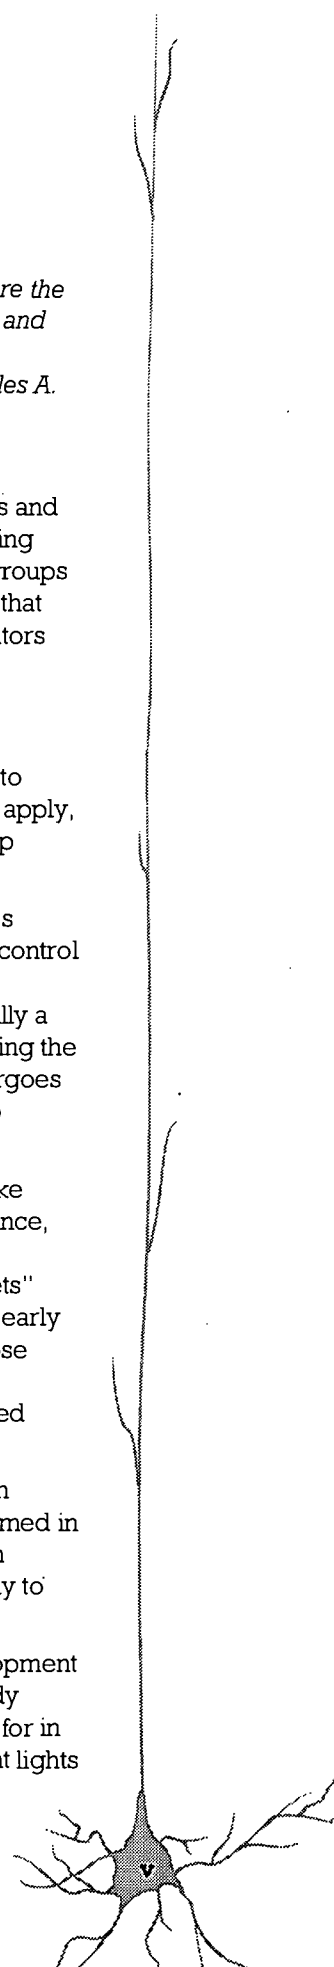 re the
and
les A.
s and
ing
roups
that
tors
to
apply,
p
s
control
lly a
ing the
rgoes
ke
nce,
ets"
early
se
ed
n
med in
n
y to
opment
dy
for in
t lights
v